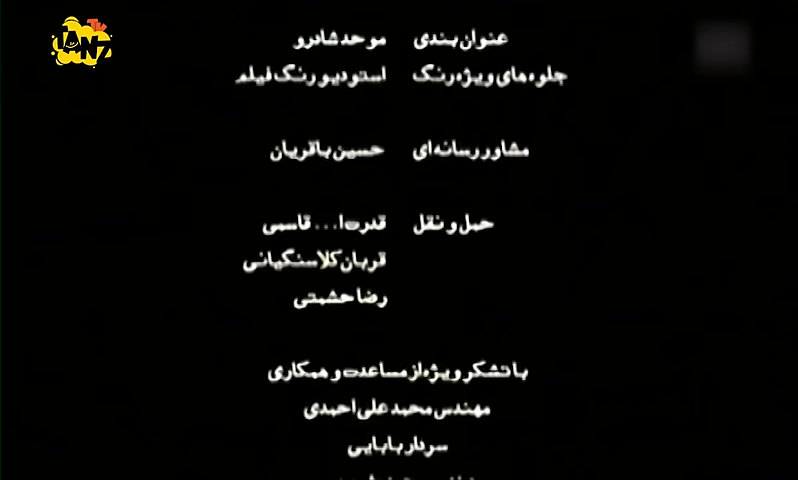 عنوان بندی موحد شادرو
جلوه های ویژه رنگ استودیو رنگ فیلم
مشاور رسانه ای حسین باقریان
حمل و نقل قدرت ا... قاسمی
قربان کلاسنگیانی
رضا حشمتی
با تشکر ویژه از مساعدت و همکاری
مهندس محمد علی احمدی
سردار بابایی